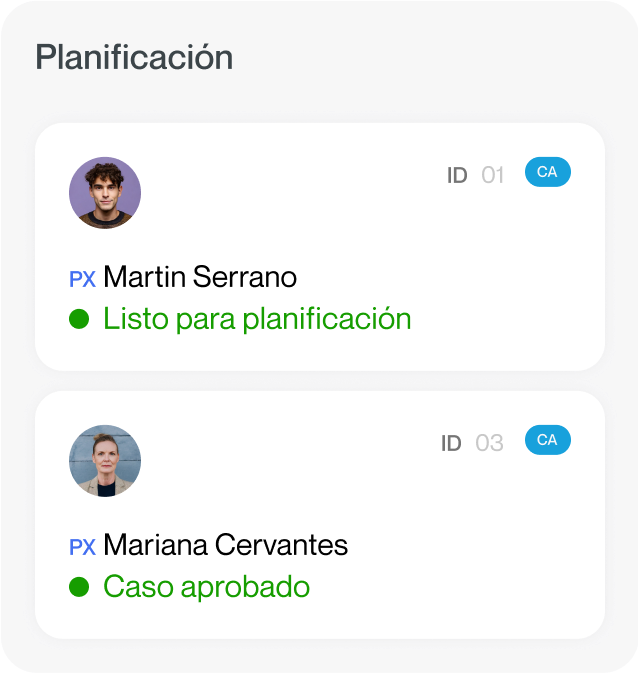 Planificación
ID 01 CA
PX Martin Serrano
Listo para planificación
ID 03 CA
PX Mariana Cervantes
Caso aprobado